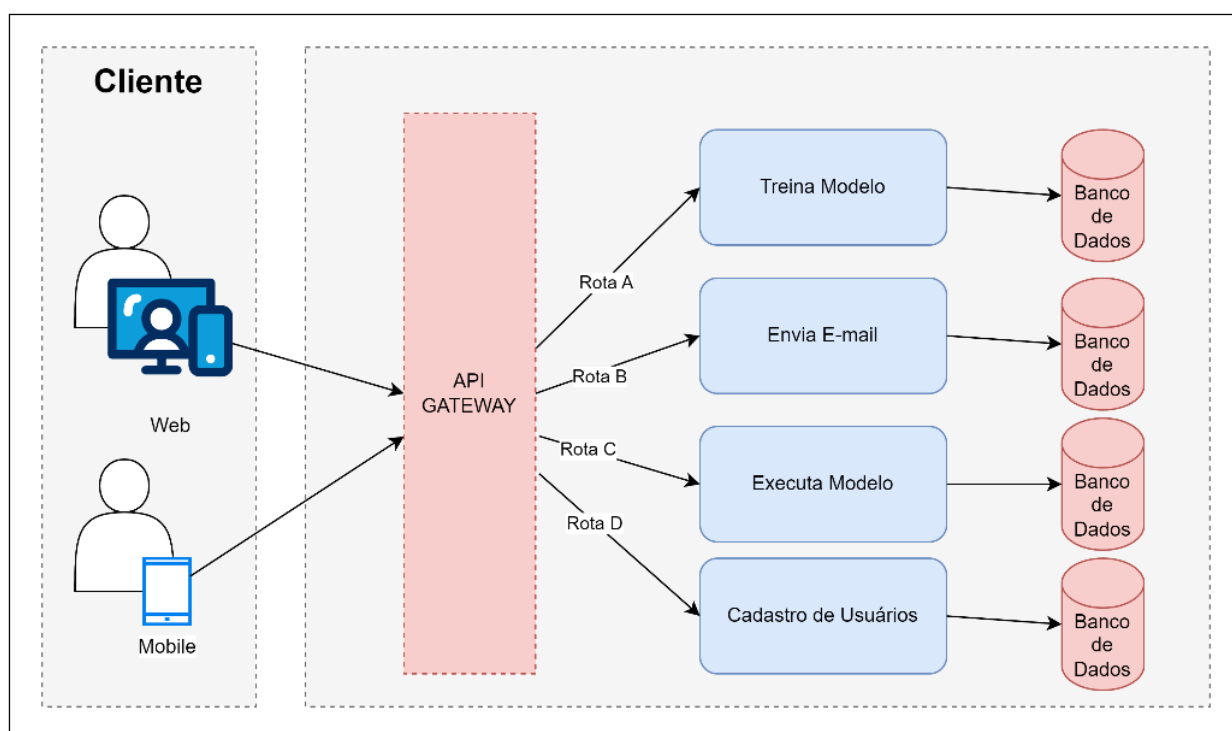 Cliente
Web
Mobile
API
GATEWAY
Rota A
Rota B
Rota C
Rota D
Treina Modelo
Banco
de
Dados
Envia E-mail
Banco
de
Dados
Executa Modelo
Banco
de
Dados
Cadastro de Usuários
Banco
de
Dados